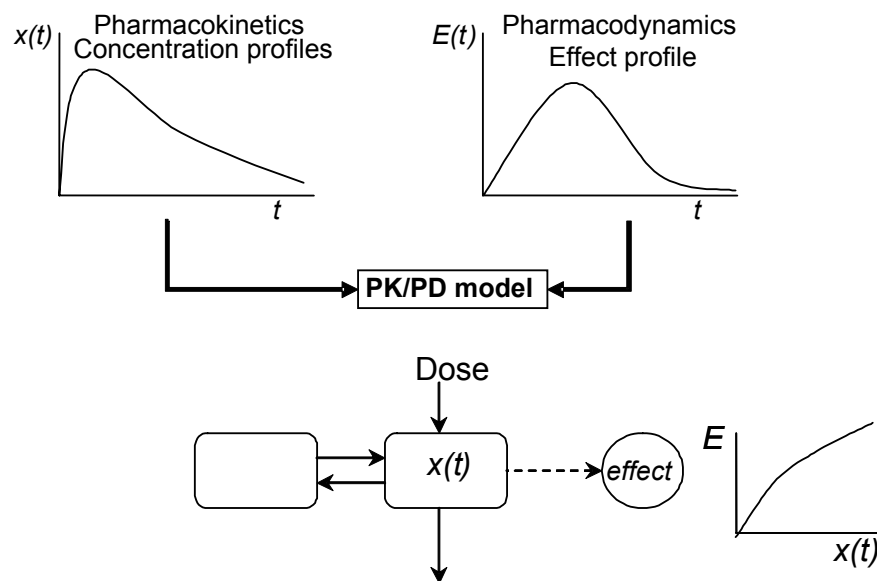 x(t)
Pharmacokinetics
Concentration profiles
t
E(t)
Pharmacodynamics
Effect profile
t
PK/PD model
Dose
x(t)
effect
E
x(t)